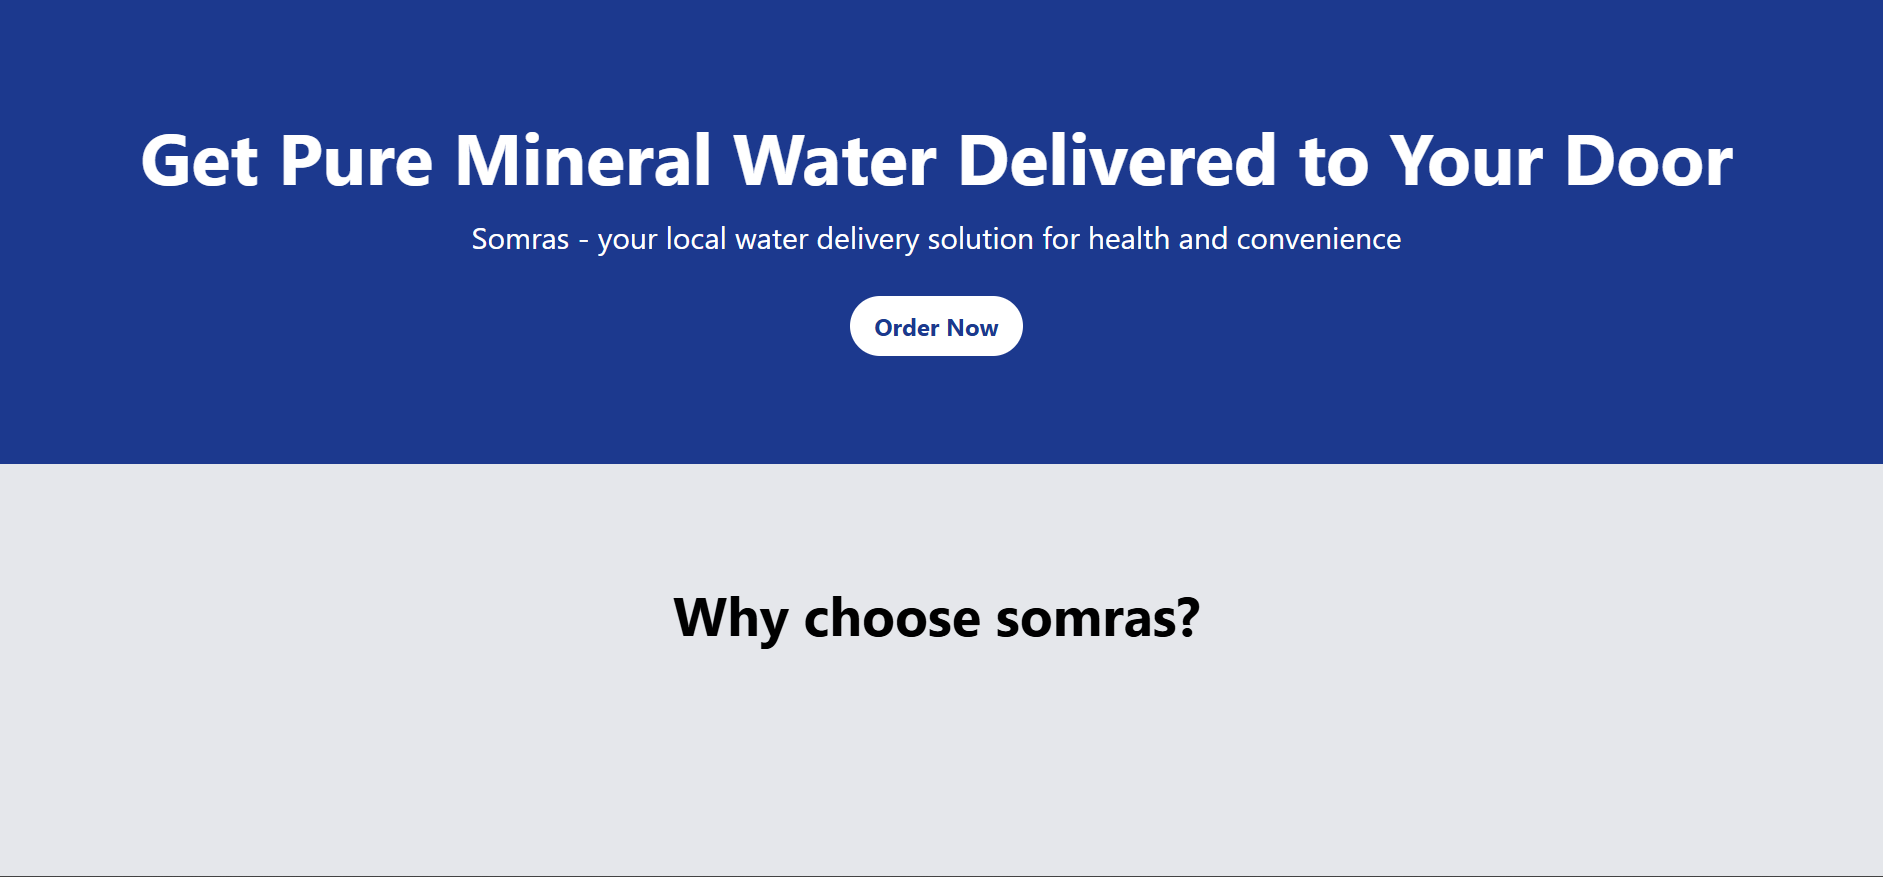 Get Pure Mineral Water Delivered to Your Door
Somras - your local water delivery solution for health and convenience
Order Now
Why choose somras?